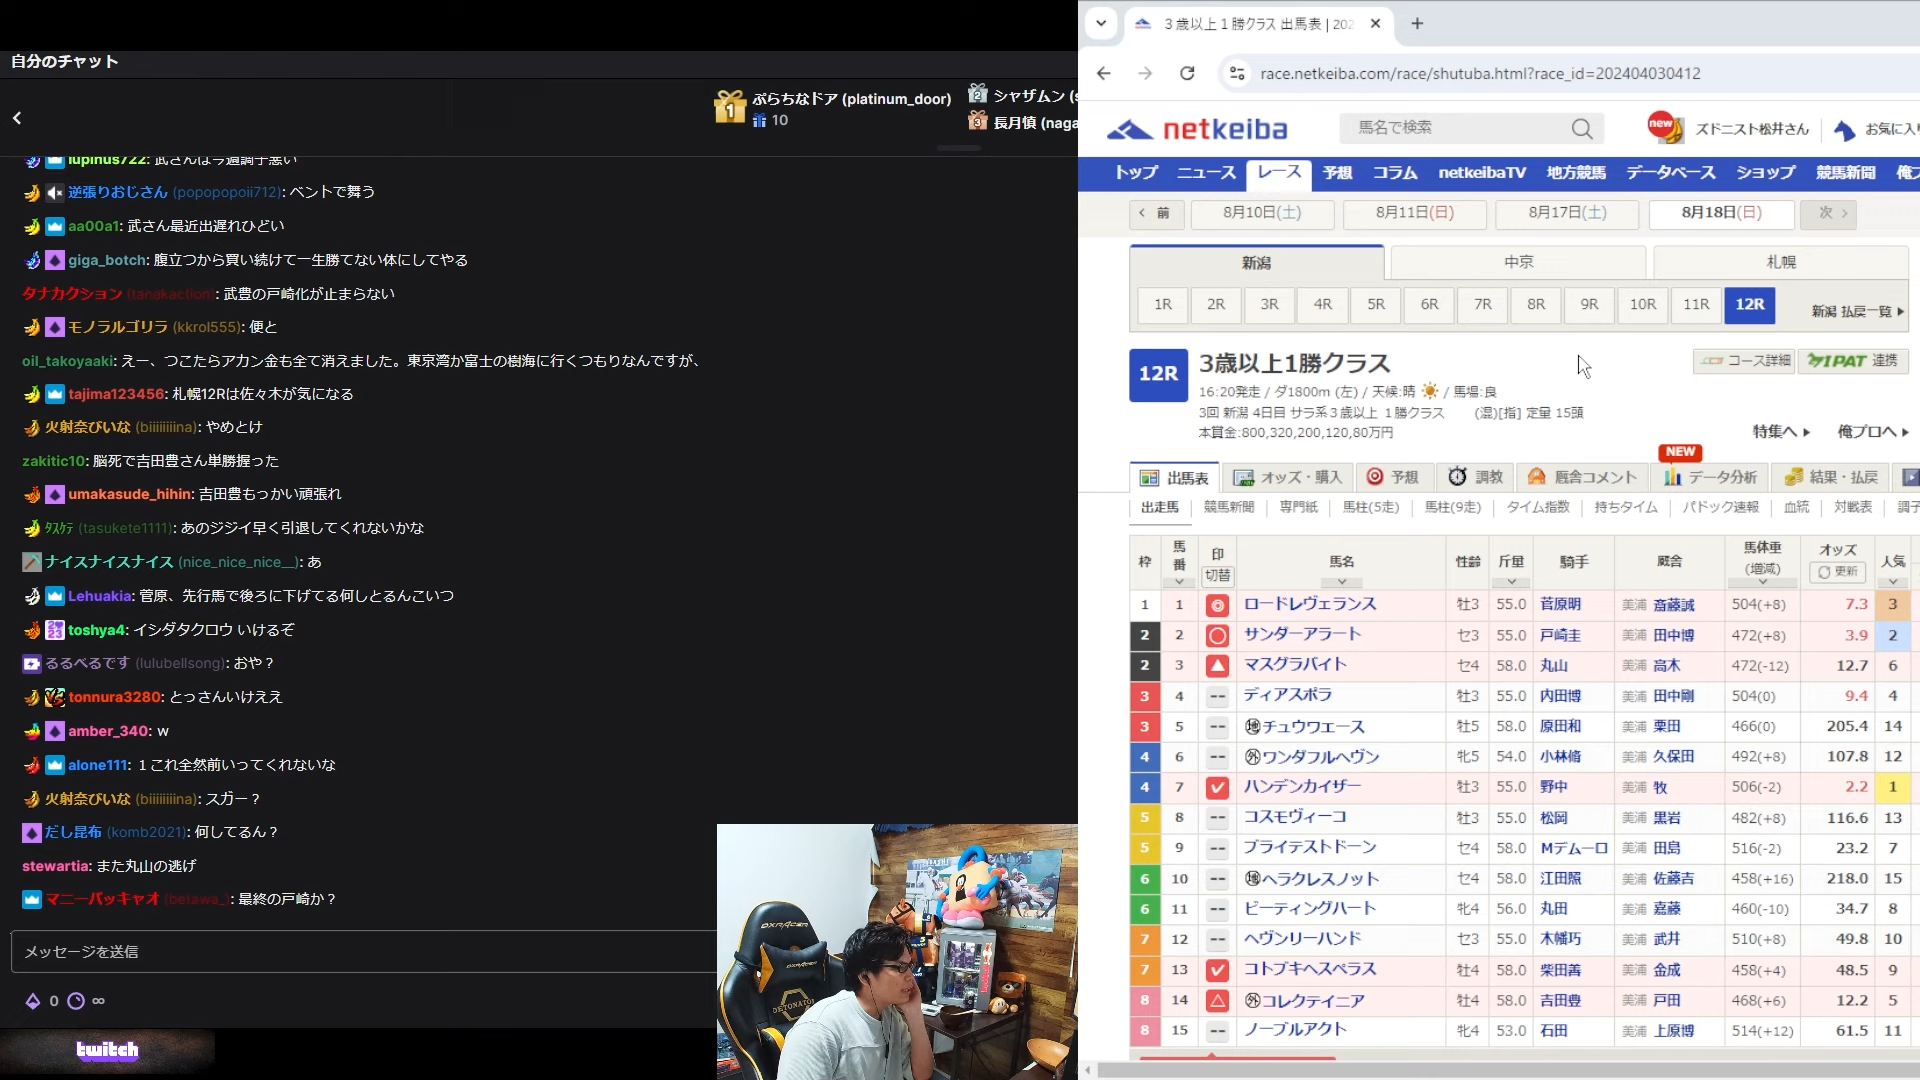 自分のチャット
ぷらちなドア (platinum_door)
10
シャザムン (s
長月慎 (naga
lupinus722: 武さんは今週調子悪い
逆張りおじさん (popopopoii712): ベントで舞う
aa00a1: 武さん最近出遅れひどい
giga_botch: 腹立つから買い続けて一生勝てない体にしてやる
タナカクション (tanakaction): 武豊の戸崎化が止まらない
モノラルゴリラ (kkrol555): 便と
oil_takoyaaki: えー、つこたらアカン金も全て消えました。東京湾か富士の樹海に行くつもりなんですが、
tajima123456: 札幌12Rは佐々木が気になる
火射奈びいな (biiiiiiiina): やめとけ
zakitic10: 脳死で吉田豊さん単勝握った
umakasude_hihin: 吉田豊もっかい頑張れ
ﾀｽｹﾃ (tasukete1111): あのジジイ早く引退してくれないかな
ナイスナイスナイス (nice_nice_nice__): あ
Lehuakia: 菅原、先行馬で後ろに下げてる何しとるんこいつ
toshya4: イシダタクロウ いけるぞ
るるべるです (lulubellsong): おや？
tonnura3280: とっさんいけええ
amber_340: w
alone111: １これ全然前いってくれないな
火射奈びいな (biiiiiiiina): スガー？
だし昆布 (komb2021): 何してるん？
stewartia: また丸山の逃げ
マニーパッキャオ (betawa_): 最終の戸崎か？
メッセージを送信
0 ∞
twitch
DXRACER
３歳以上１勝クラス 出馬表 | 202
race.netkeiba.com/race/shutuba.html?race_id=202404030412
netkeiba 馬名で検索 new ズドニスト松井さん お気に入り
トップ ニュース レース 予想 コラム netkeibaTV 地方競馬 データベース ショップ 競馬新聞 俺プ
前 8月10日(土) 8月11日(日) 8月17日(土) 8月18日(日) 次
新潟 中京 札幌
1R 2R 3R 4R 5R 6R 7R 8R 9R 10R 11R 12R 新潟 払戻一覧
12R 3歳以上1勝クラス コース詳細 IPAT 連携
16:20発走 / ダ1800m (左) / 天候:晴 / 馬場:良
3回 新潟 4日目 サラ系３歳以上 １勝クラス (混)[指] 定量 15頭
本賞金:800,320,200,120,80万円 特集へ 俺プロへ
NEW
出馬表 オッズ・購入 予想 調教 厩舎コメント データ分析 結果・払戻
出走馬 競馬新聞 専門紙 馬柱(5走) 馬柱(9走) タイム指数 持ちタイム パドック速報 血統 対戦表 調子
枠 馬番 印 切替 馬名 性齢 斤量 騎手 厩舎 馬体重(増減) オッズ 更新 人気
1 1 ◎ ロードレヴェランス 牡3 55.0 菅原明 美浦 斎藤誠 504(+8) 7.3 3
2 2 ○ サンダーアラート セ3 55.0 戸崎圭 美浦 田中博 472(+8) 3.9 2
2 3 ▲ マスグラバイト セ4 58.0 丸山 美浦 高木 472(-12) 12.7 6
3 4 -- ディアスポラ 牡3 55.0 内田博 美浦 田中剛 504(0) 9.4 4
3 5 -- 地チュウワエース 牡5 58.0 原田和 美浦 栗田 466(0) 205.4 14
4 6 -- 外ワンダフルヘヴン 牝5 54.0 小林脩 美浦 久保田 492(+8) 107.8 12
4 7 ✓ ハンデンカイザー 牡3 55.0 野中 美浦 牧 506(-2) 2.2 1
5 8 -- コスモヴィーコ 牡3 55.0 松岡 美浦 黒岩 482(+8) 116.6 13
5 9 -- ブライテストドーン セ4 58.0 Mデムーロ 美浦 田島 516(-2) 23.2 7
6 10 -- 地ヘラクレスノット セ4 58.0 江田照 美浦 佐藤吉 458(+16) 218.0 15
6 11 -- ビーティングハート 牝4 56.0 丸田 美浦 嘉藤 460(-10) 34.7 8
7 12 -- ヘヴンリーハンド セ3 55.0 木幡巧 美浦 武井 510(+8) 49.8 10
7 13 ✓ コトブキヘスペラス 牡4 58.0 柴田善 美浦 金成 458(+4) 48.5 9
8 14 △ 外コレクテイニア 牡4 58.0 吉田豊 美浦 戸田 468(+6) 12.2 5
8 15 -- ノーブルアクト 牝4 53.0 石田 美浦 上原博 514(+12) 61.5 11